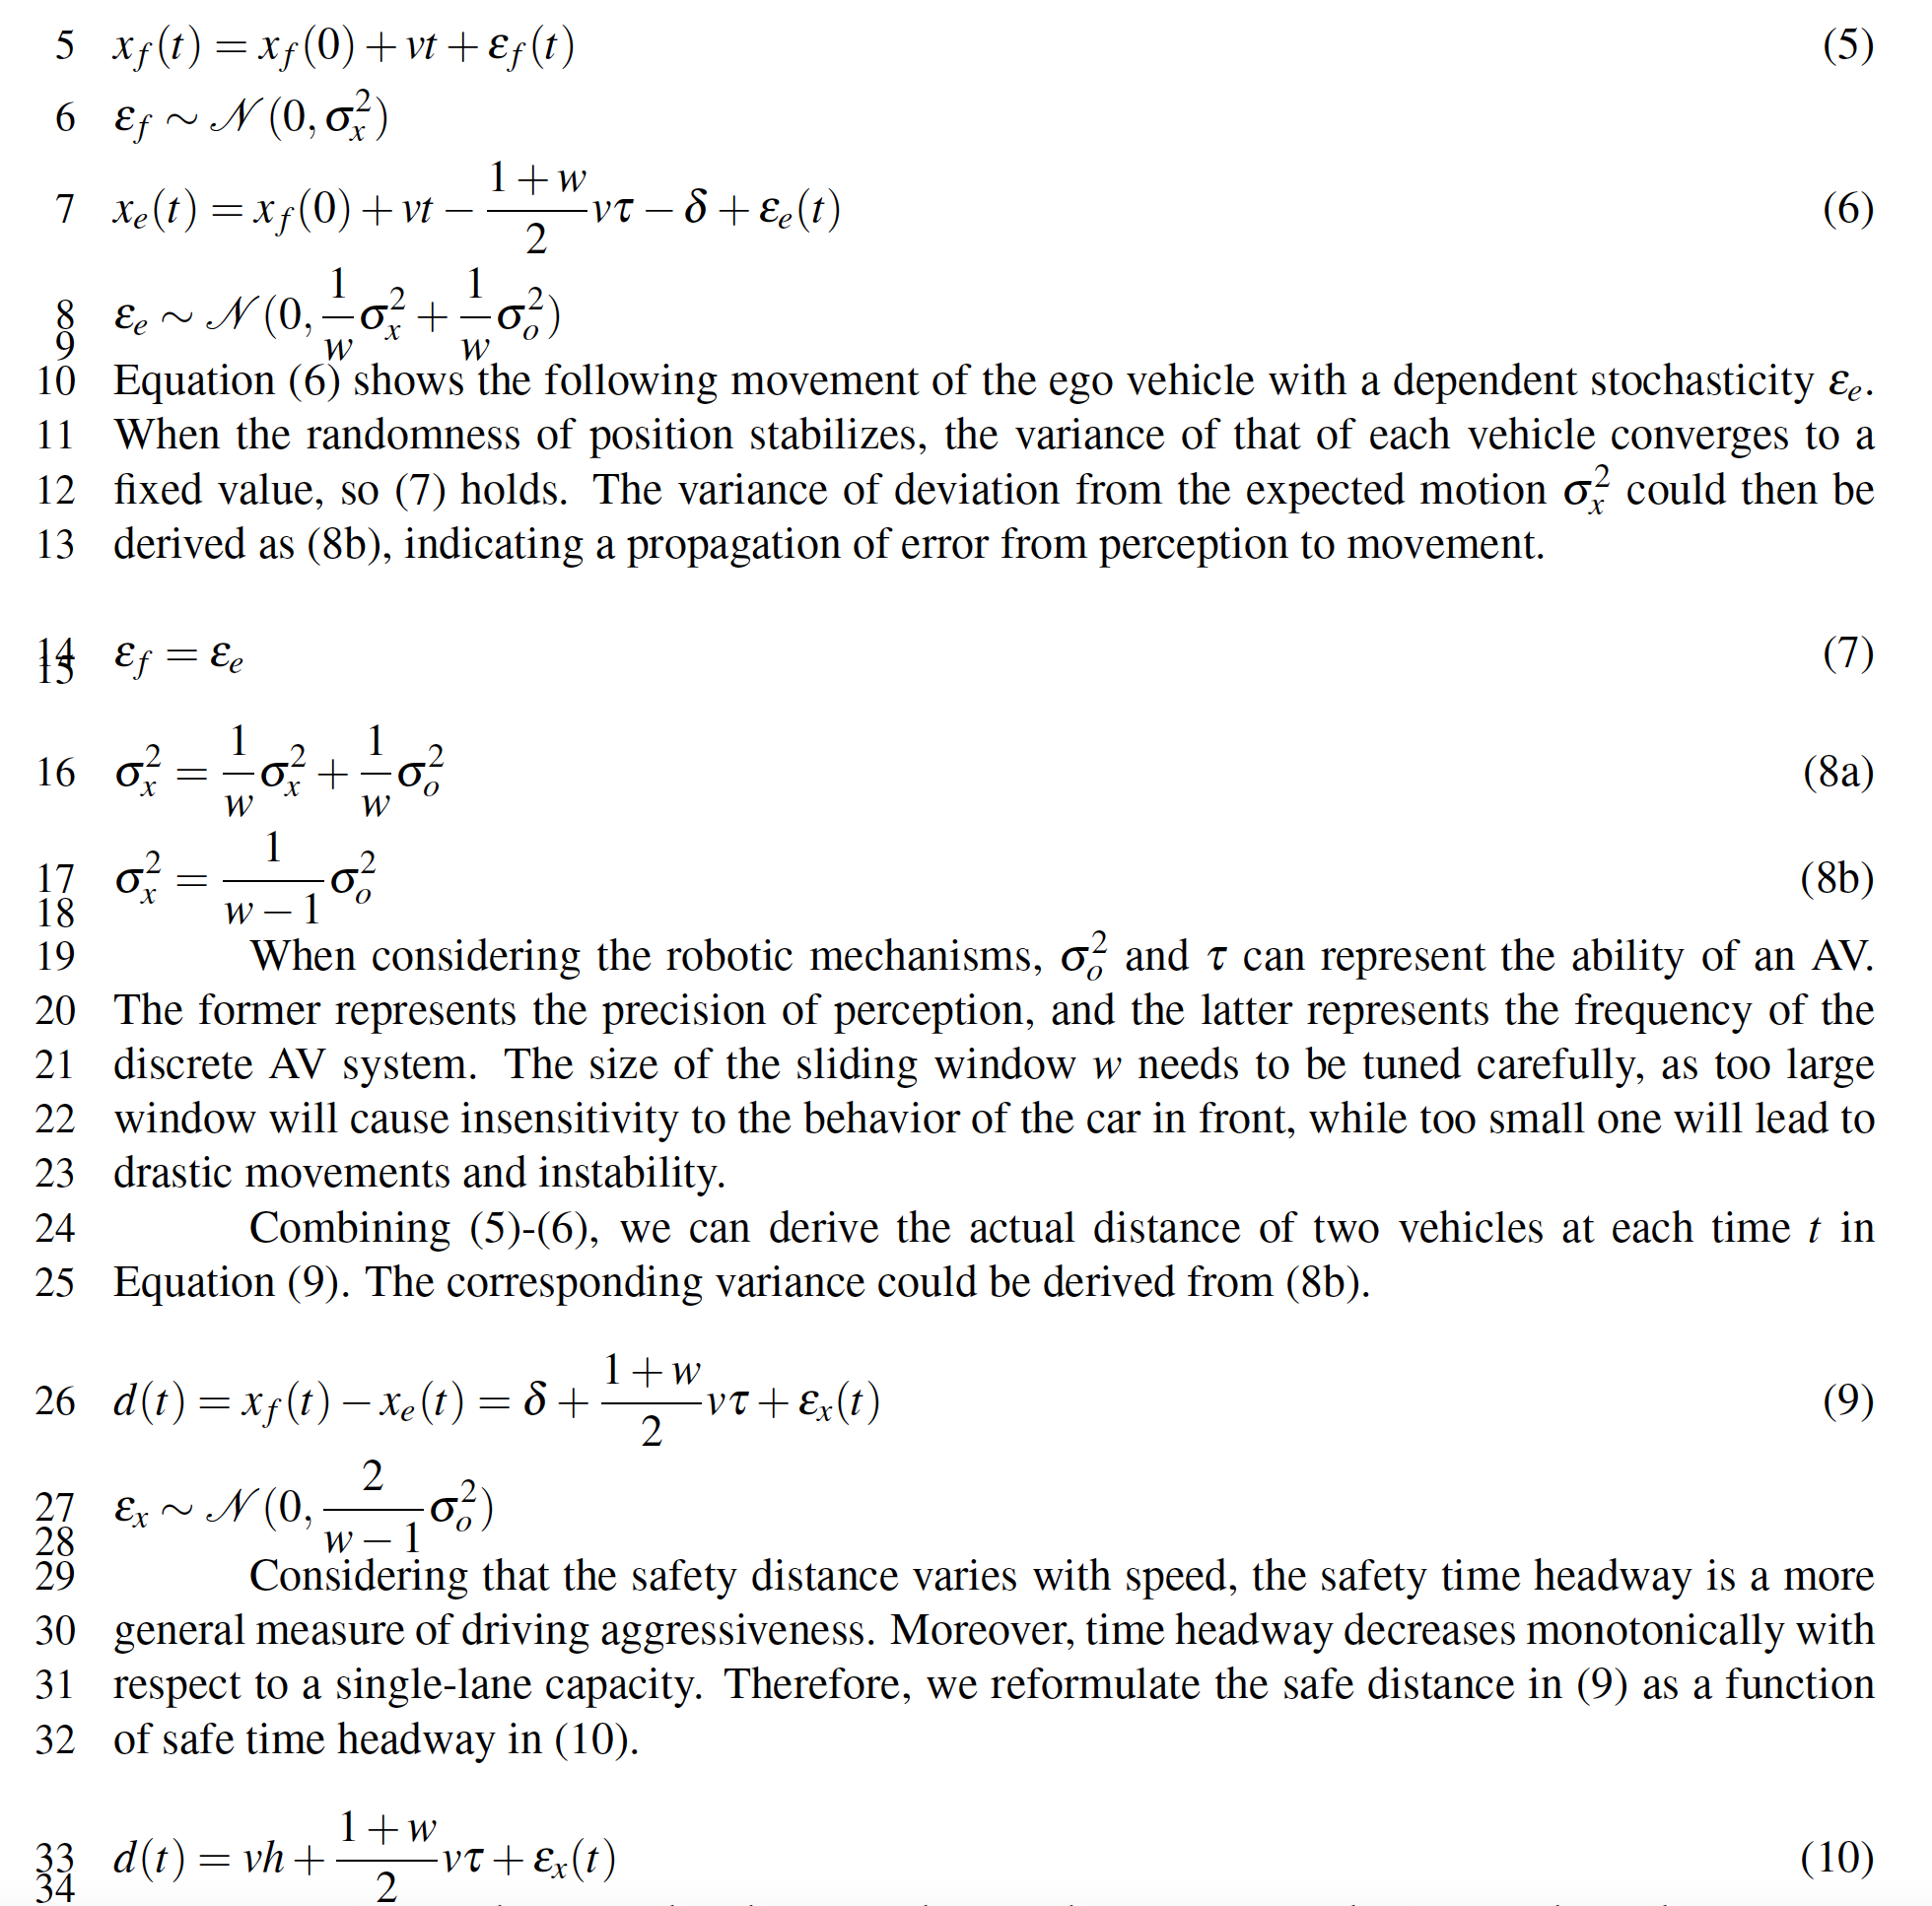 5 x_f(t) = x_f(0) + vt + ε_f(t) (5)
6 ε_f ∼ 𝒩(0, σ_x^2)
7 x_e(t) = x_f(0) + vt − \frac{1+w}{2}vτ − δ + ε_e(t) (6)
8 ε_e ∼ 𝒩(0, \frac{1}{w}σ_x^2 + \frac{1}{w}σ_o^2)
9
10 Equation (6) shows the following movement of the ego vehicle with a dependent stochasticity ε_e.
11 When the randomness of position stabilizes, the variance of that of each vehicle converges to a
12 fixed value, so (7) holds. The variance of deviation from the expected motion σ_x^2 could then be
13 derived as (8b), indicating a propagation of error from perception to movement.
14 ε_f = ε_e (7)
15
16 σ_x^2 = \frac{1}{w}σ_x^2 + \frac{1}{w}σ_o^2 (8a)
17 σ_x^2 = \frac{1}{w−1}σ_o^2 (8b)
18
19 When considering the robotic mechanisms, σ_o^2 and τ can represent the ability of an AV.
20 The former represents the precision of perception, and the latter represents the frequency of the
21 discrete AV system. The size of the sliding window w needs to be tuned carefully, as too large
22 window will cause insensitivity to the behavior of the car in front, while too small one will lead to
23 drastic movements and instability.
24 Combining (5)-(6), we can derive the actual distance of two vehicles at each time t in
25 Equation (9). The corresponding variance could be derived from (8b).
26 d(t) = x_f(t) − x_e(t) = δ + \frac{1+w}{2}vτ + ε_x(t) (9)
27 ε_x ∼ 𝒩(0, \frac{2}{w−1}σ_o^2)
28
29 Considering that the safety distance varies with speed, the safety time headway is a more
30 general measure of driving aggressiveness. Moreover, time headway decreases monotonically with
31 respect to a single-lane capacity. Therefore, we reformulate the safe distance in (9) as a function
32 of safe time headway in (10).
33 d(t) = vh + \frac{1+w}{2}vτ + ε_x(t) (10)
34